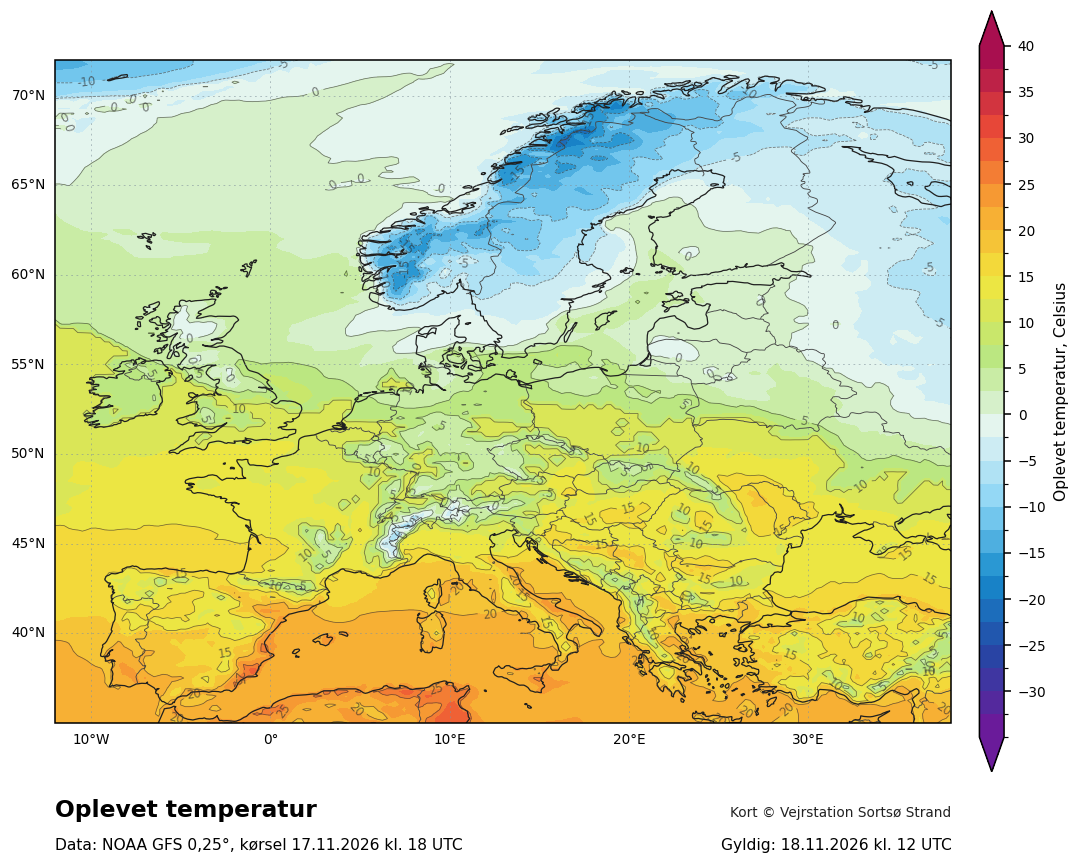 70°N
65°N
60°N
55°N
50°N
45°N
40°N
10°W
0°
10°E
20°E
30°E
40
35
30
25
20
15
10
5
0
−5
−10
−15
−20
−25
−30
Oplevet temperatur, Celsius
Oplevet temperatur
Kort © Vejrstation Sortsø Strand
Data: NOAA GFS 0,25°, kørsel 17.11.2026 kl. 18 UTC
Gyldig: 18.11.2026 kl. 12 UTC